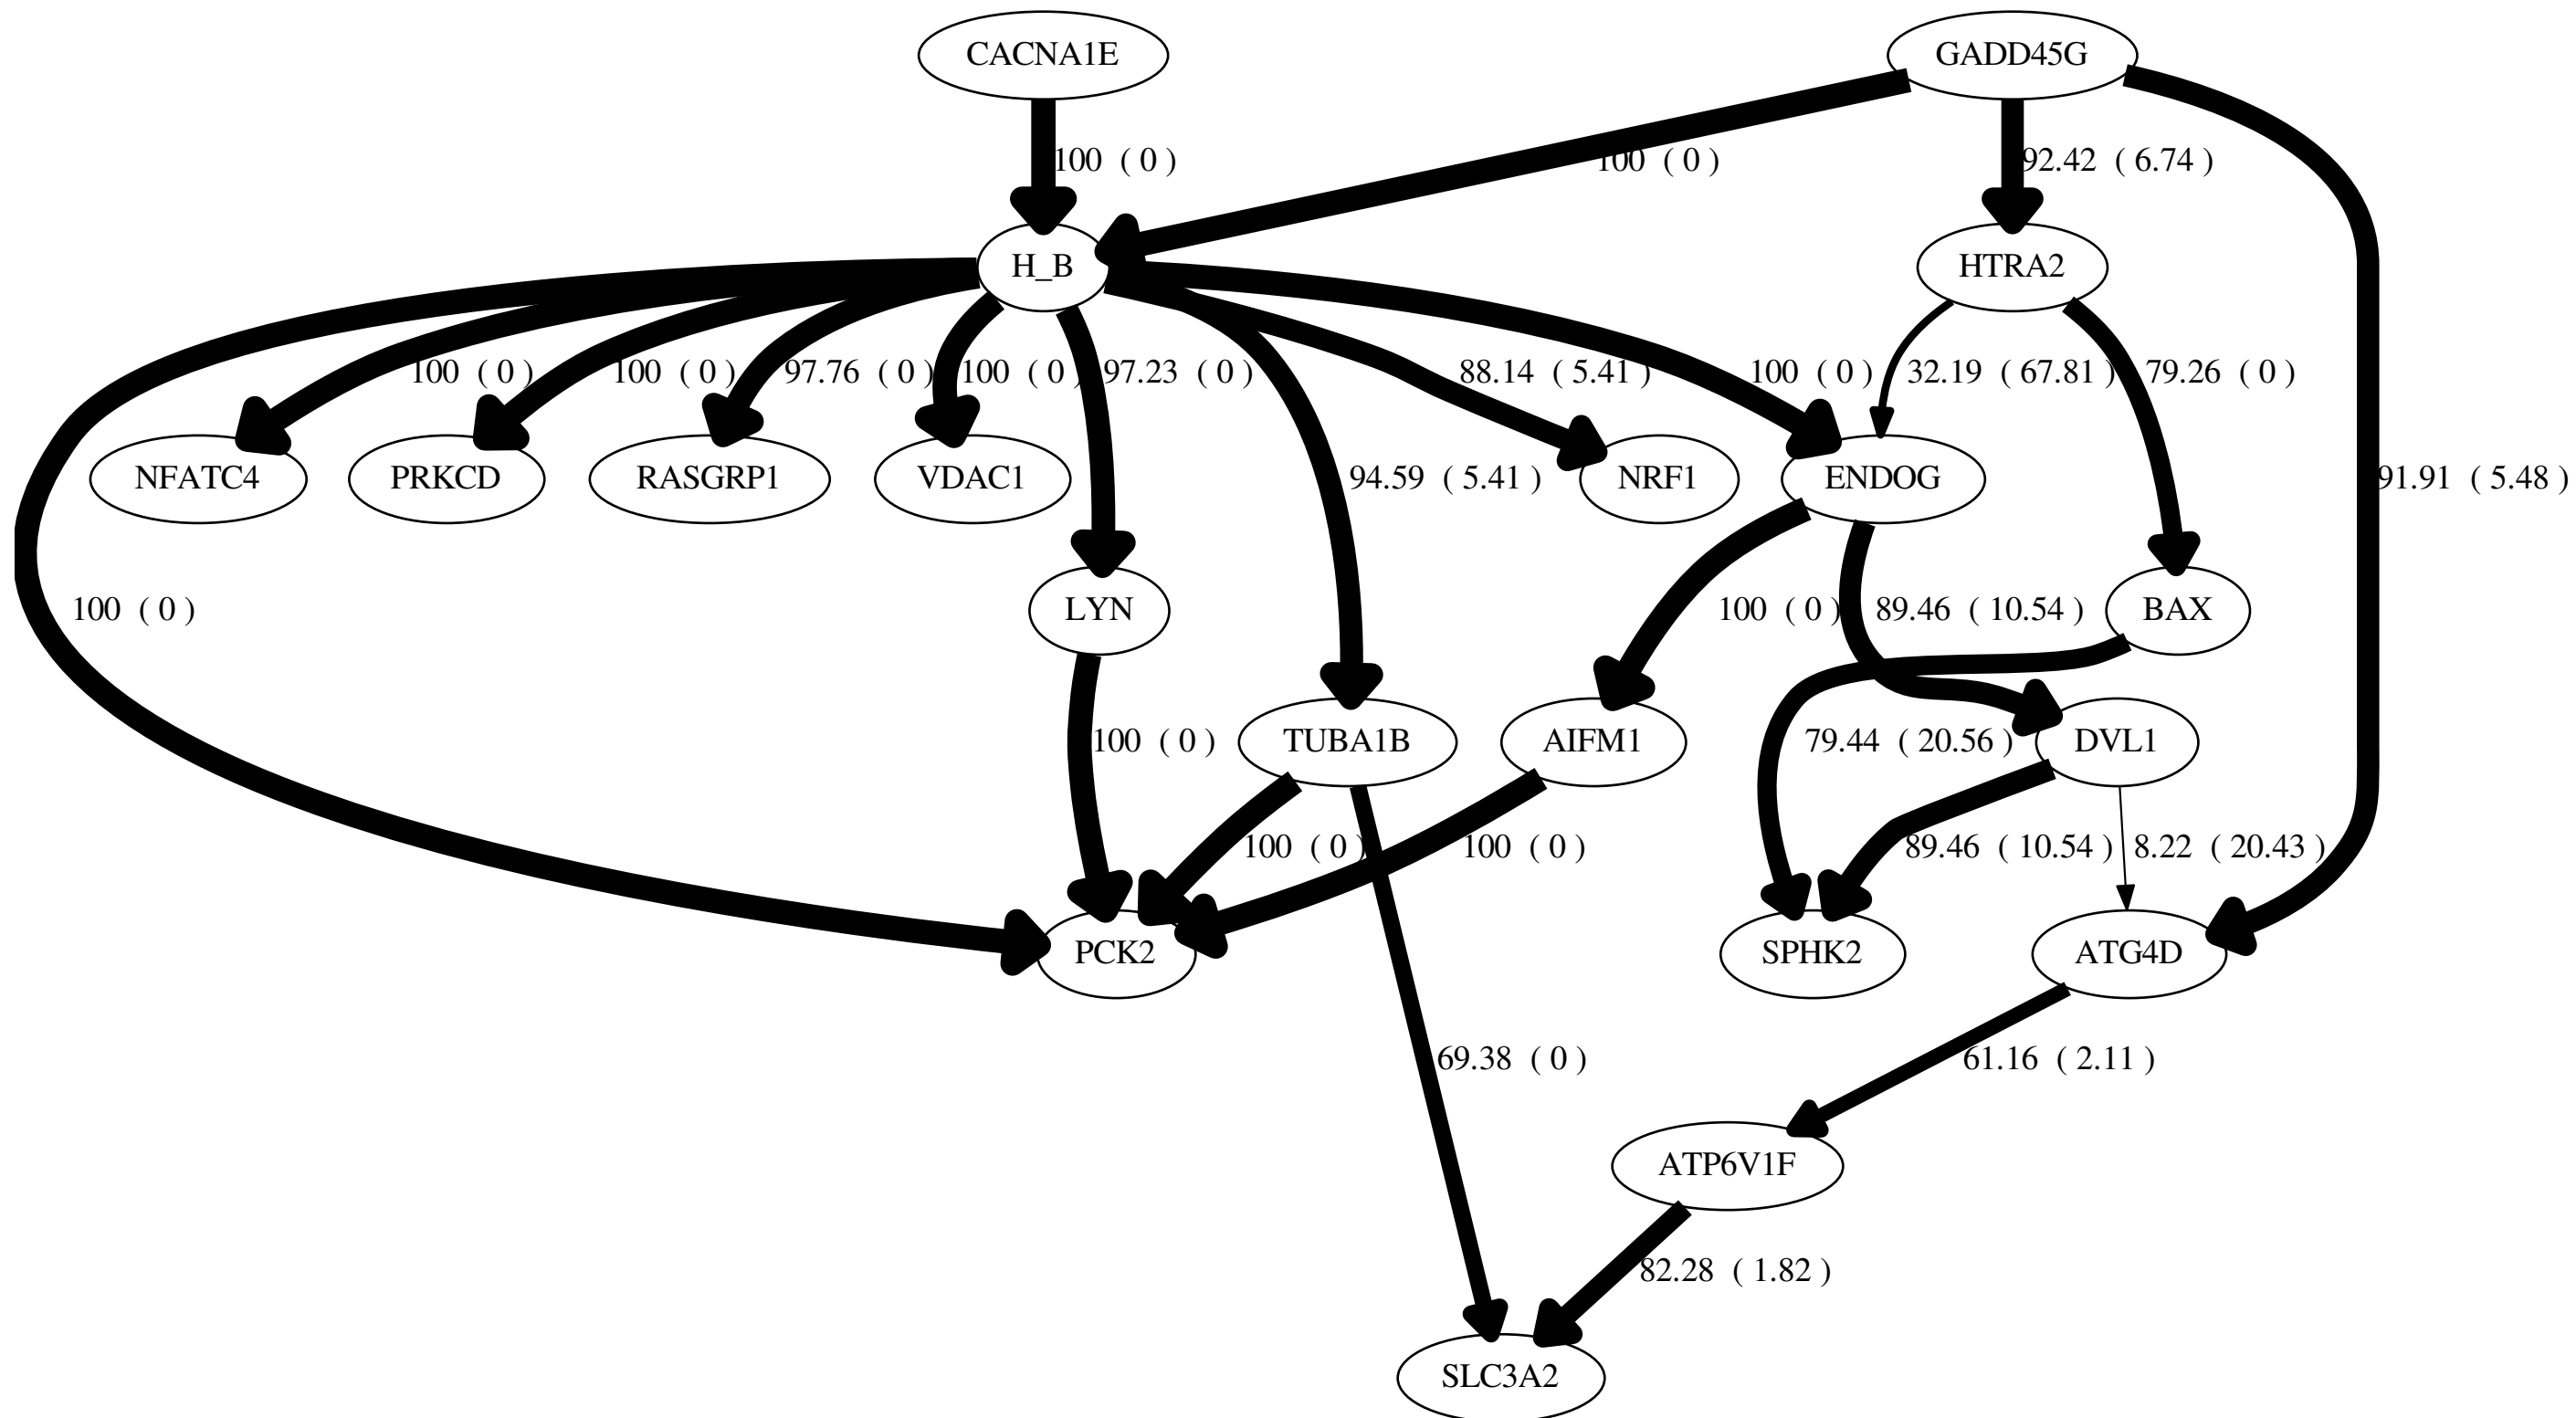 CACNA1E
GADD45G
100 ( 0 )
100 ( 0 )
92.42 ( 6.74 )
H_B
HTRA2
100 ( 0 )
100 ( 0 )
97.76 ( 0 )
100 ( 0 )
97.23 ( 0 )
88.14 ( 5.41 )
100 ( 0 )
32.19 ( 67.81 )
79.26 ( 0 )
NFATC4
PRKCD
RASGRP1
VDAC1
94.59 ( 5.41 )
NRF1
ENDOG
91.91 ( 5.48 )
100 ( 0 )
LYN
100 ( 0 )
89.46 ( 10.54 )
BAX
100 ( 0 )
TUBA1B
AIFM1
79.44 ( 20.56 )
DVL1
100 ( 0 )
100 ( 0 )
89.46 ( 10.54 )
8.22 ( 20.43 )
PCK2
SPHK2
ATG4D
69.38 ( 0 )
61.16 ( 2.11 )
ATP6V1F
82.28 ( 1.82 )
SLC3A2